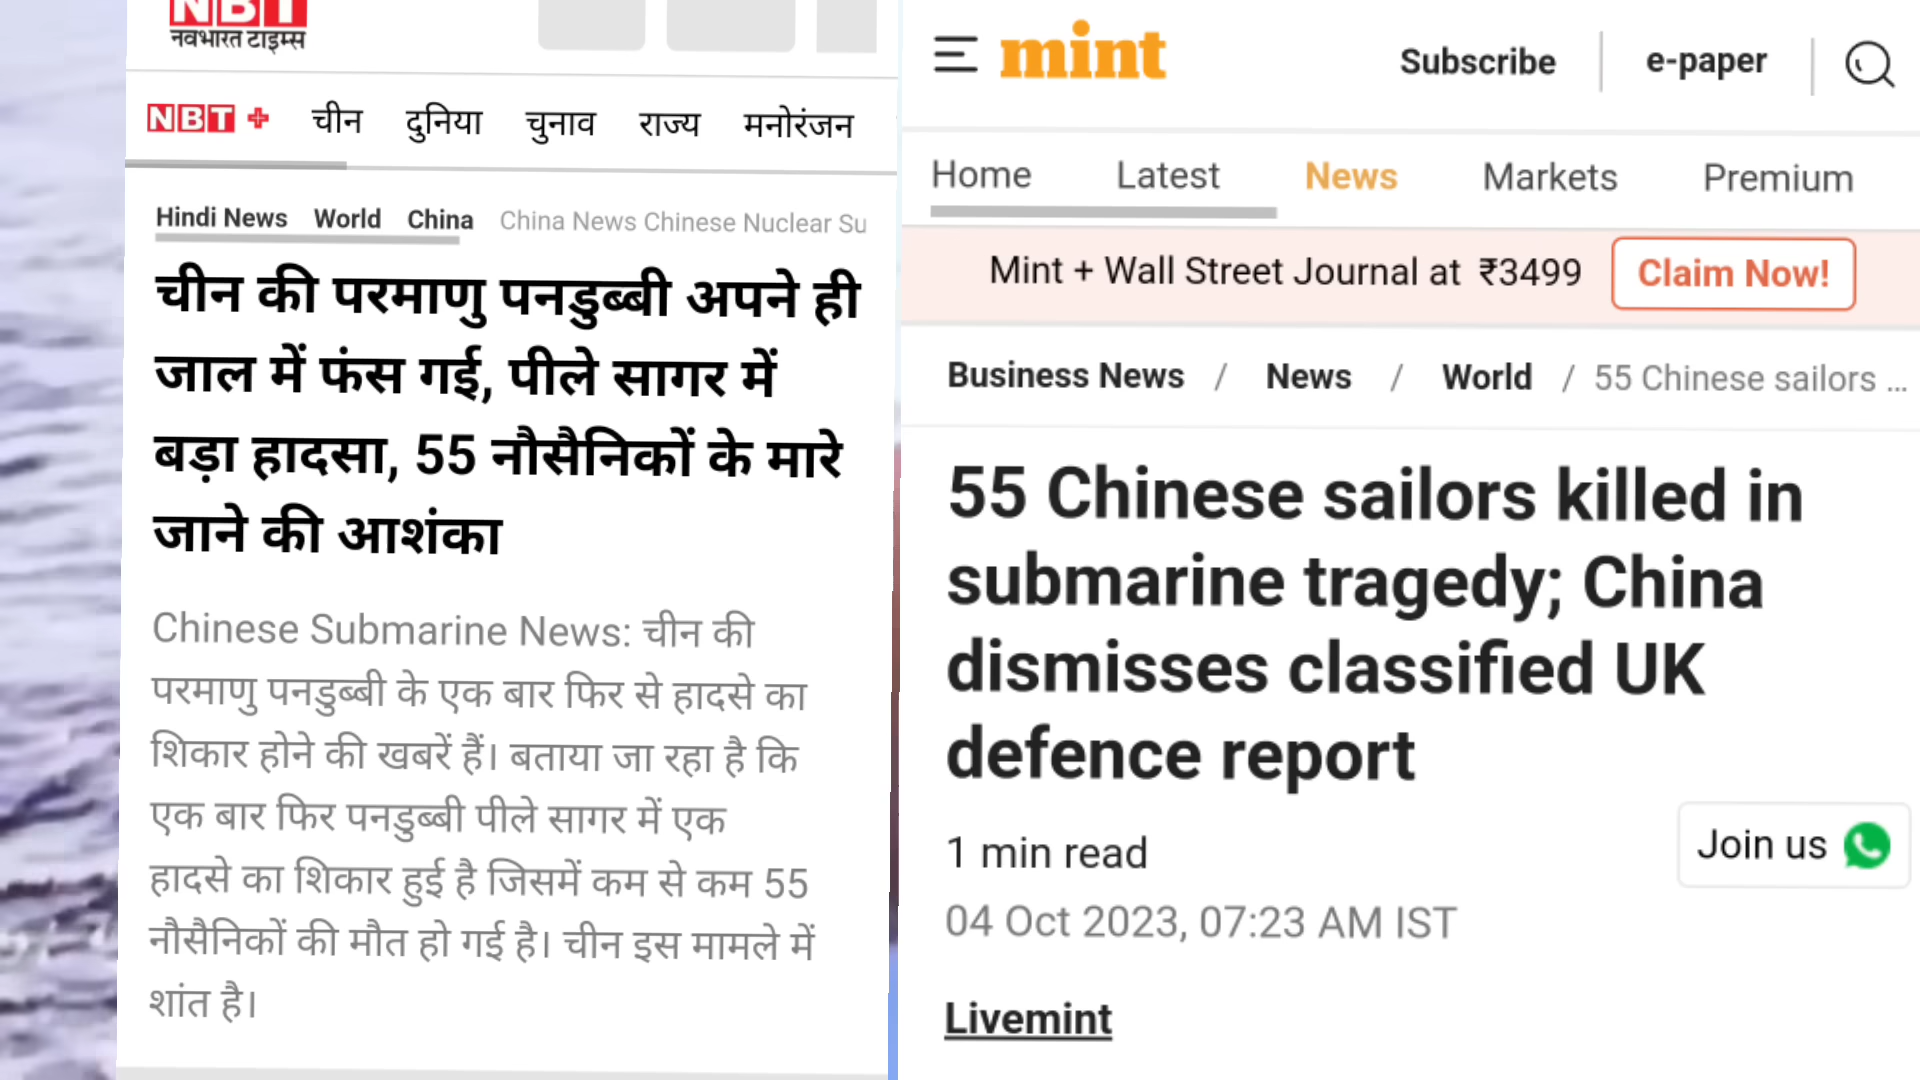 NBT
नवभारत टाइम्स
NBT + चीन दुनिया चुनाव राज्य मनोरंजन
Hindi News World China China News Chinese Nuclear Su
चीन की परमाणु पनडुब्बी अपने ही
जाल में फंस गई, पीले सागर में
बड़ा हादसा, 55 नौसैनिकों के मारे
जाने की आशंका
Chinese Submarine News: चीन की
परमाणु पनडुब्बी के एक बार फिर से हादसे का
शिकार होने की खबरें हैं। बताया जा रहा है कि
एक बार फिर पनडुब्बी पीले सागर में एक
हादसे का शिकार हुई है जिसमें कम से कम 55
नौसैनिकों की मौत हो गई है। चीन इस मामले में
शांत है।
mint Subscribe e-paper
Home Latest News Markets Premium
Mint + Wall Street Journal at ₹3499 Claim Now!
Business News / News / World / 55 Chinese sailors ...
55 Chinese sailors killed in
submarine tragedy; China
dismisses classified UK
defence report
1 min read
Join us
04 Oct 2023, 07:23 AM IST
Livemint